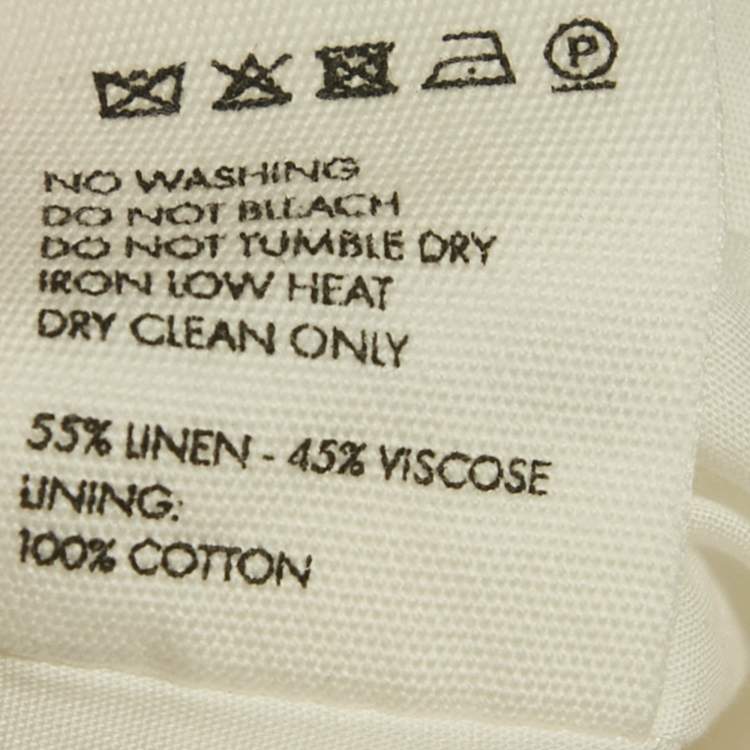 P
NO WASHING
DO NOT BLEACH
DO NOT TUMBLE DRY
IRON LOW HEAT
DRY CLEAN ONLY
55% LINEN - 45% VISCOSE
LINING:
100% COTTON